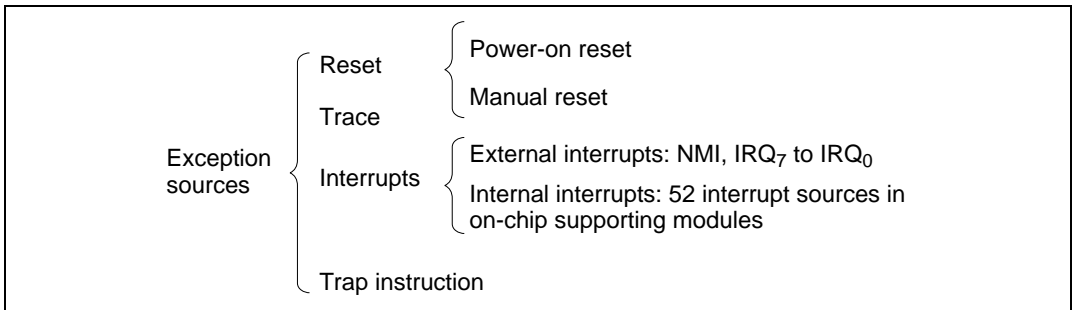 Exception
sources
Reset
Power-on reset
Manual reset
Trace
Interrupts
External interrupts: NMI, IRQ7 to IRQ0
Internal interrupts: 52 interrupt sources in
on-chip supporting modules
Trap instruction